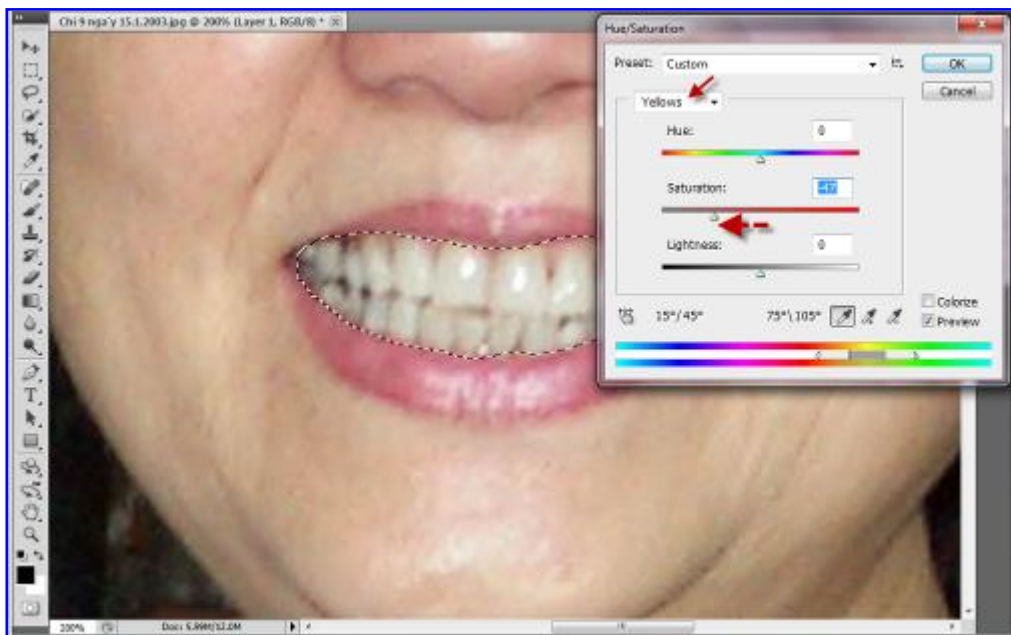 Chi 9 nga`y 15.1.2003.jpg @ 200% (Layer 1, RGB/8) *
Hue/Saturation
Preset: Custom
OK
Cancel
Yellows
Hue: 0
Saturation: -47
Lightness: 0
Colorize
Preview
15°/45° 75°\105°
T
200% Doc: 5.99M/12.0M